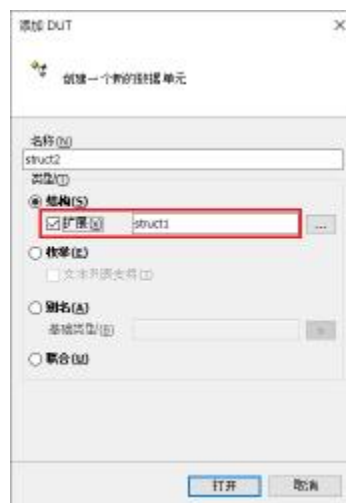 添加 DUT
创建一个新的数据单元
名称(N)
struct2
类型(T)
结构(S)
扩展(X) struct1 ...
枚举(E)
文本列表支持(T)
别名(A)
基础类型(B) >
联合(U)
打开 取消